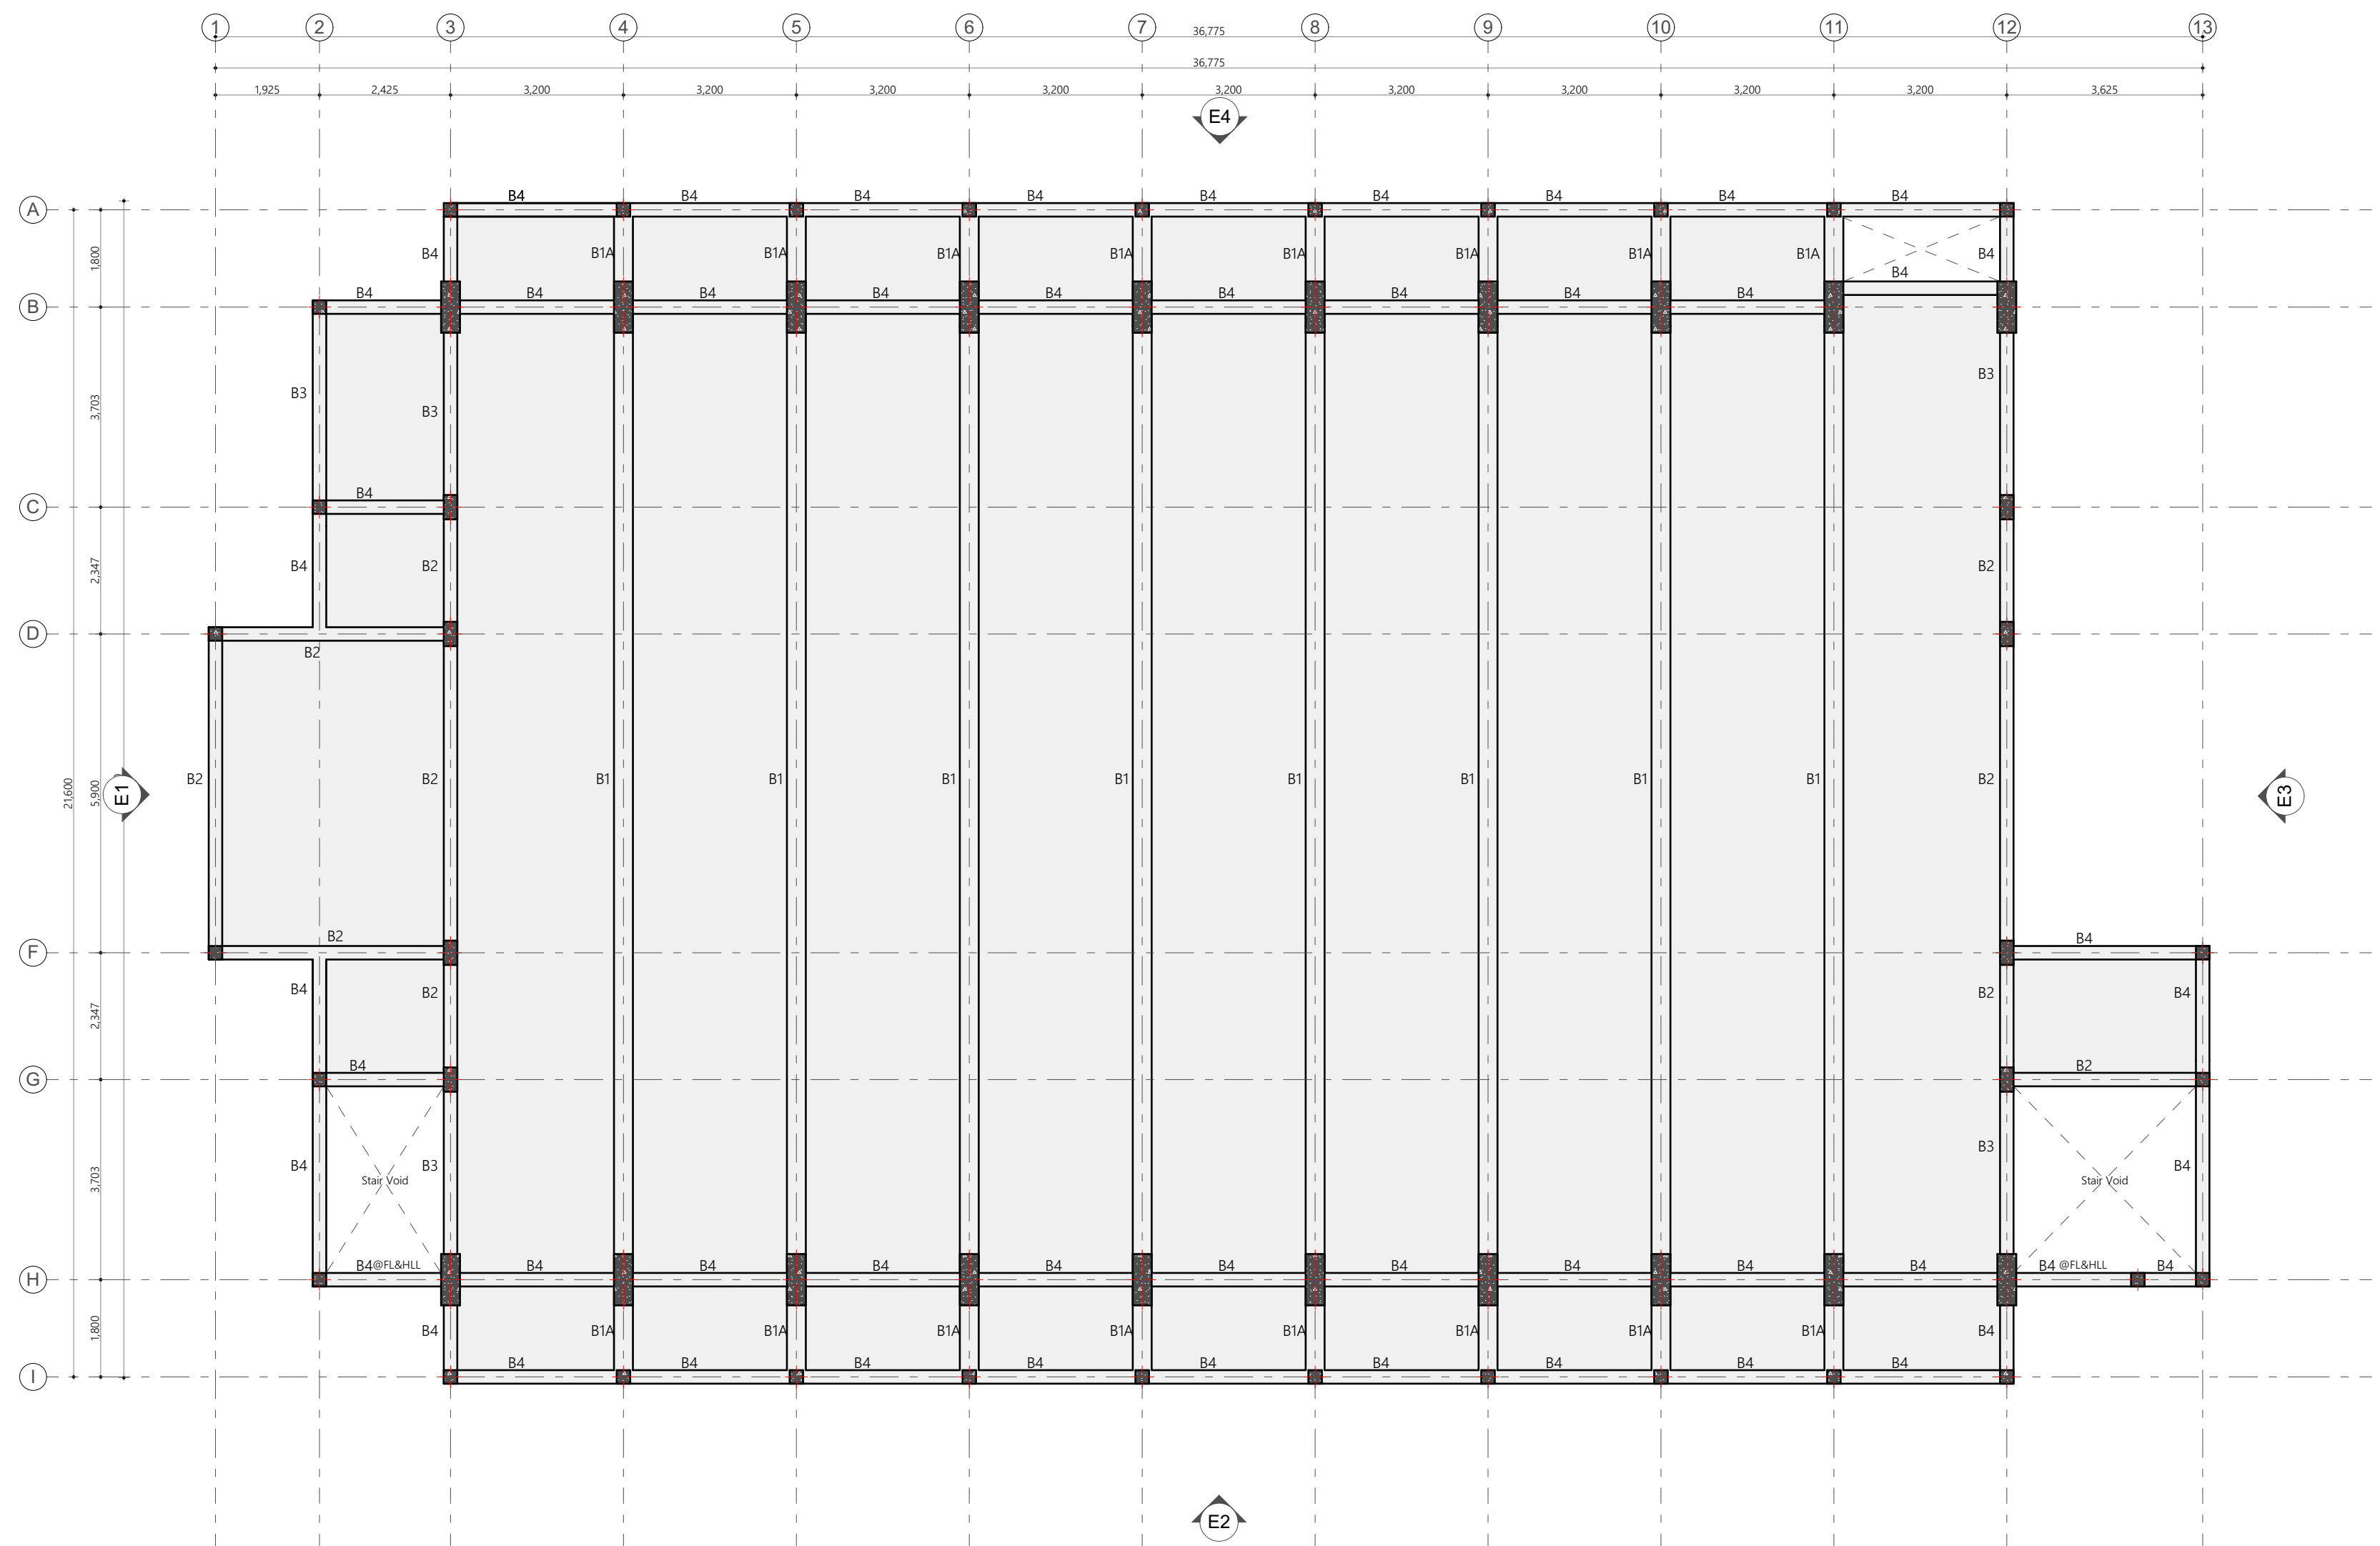 1 2 3 4 5 6 7 8 9 10 11 12 13
36,775
36,775
1,925 2,425 3,200 3,200 3,200 3,200 3,200 3,200 3,200 3,200 3,200 3,625
E4
B4 B4 B4 B4 B4 B4 B4 B4 B4
A
1,800 B4 B1A B1A B1A B1A B1A B1A B1A B1A B4
B4
B4 B4 B4 B4 B4 B4 B4 B4 B4
B
B3
B3 B3
3,703
B4
C
2,347 B4 B2 B2
D
B2
B2 B2 B1 B1 B1 B1 B1 B1 B1 B1 B2
21,600 5,900 E1 E3
B2 B4
F
B4 B2 B2 B4
2,347
B4 B2
G
B3
3,703 B4 B3 B4
Stair Void Stair Void
B4 @FL&HLL B4 B4 B4 B4 B4 B4 B4 B4 B4 B4 @FL&HLL B4
H
1,800 B4 B1A B1A B1A B1A B1A B1A B1A B1A B4
B4 B4 B4 B4 B4 B4 B4 B4 B4
I
E2